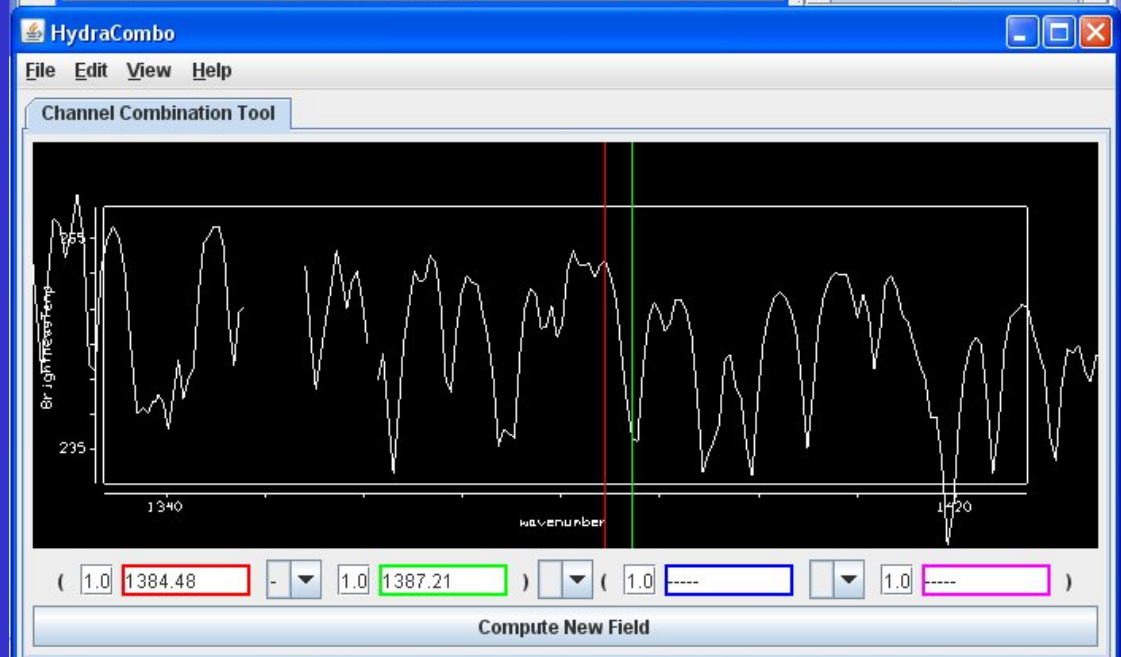 HydraCombo
File Edit View Help
Channel Combination Tool
265
BrightnessTemp
235
1340 1420
wavenumber
( 1.0 1384.48 - 1.0 1387.21 ) ( 1.0 ----- 1.0 ----- )
Compute New Field